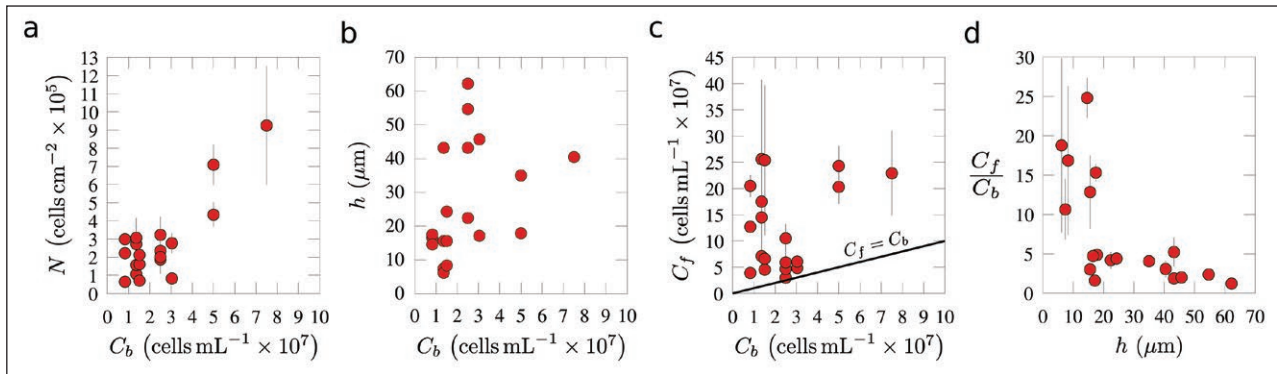 a
N (cells cm⁻² × 10⁵)
13
12
11
10
9
8
7
6
5
4
3
2
1
0
0 1 2 3 4 5 6 7 8 9 10
C_b (cells mL⁻¹ × 10⁷)
b
h (μm)
70
60
50
40
30
20
10
0
0 1 2 3 4 5 6 7 8 9 10
C_b (cells mL⁻¹ × 10⁷)
c
C_f (cells mL⁻¹ × 10⁷)
45
40
35
30
25
20
15
10
5
0
C_f = C_b
0 1 2 3 4 5 6 7 8 9 10
C_b (cells mL⁻¹ × 10⁷)
d
C_f
C_b
30
25
20
15
10
5
0
0 10 20 30 40 50 60 70
h (μm)